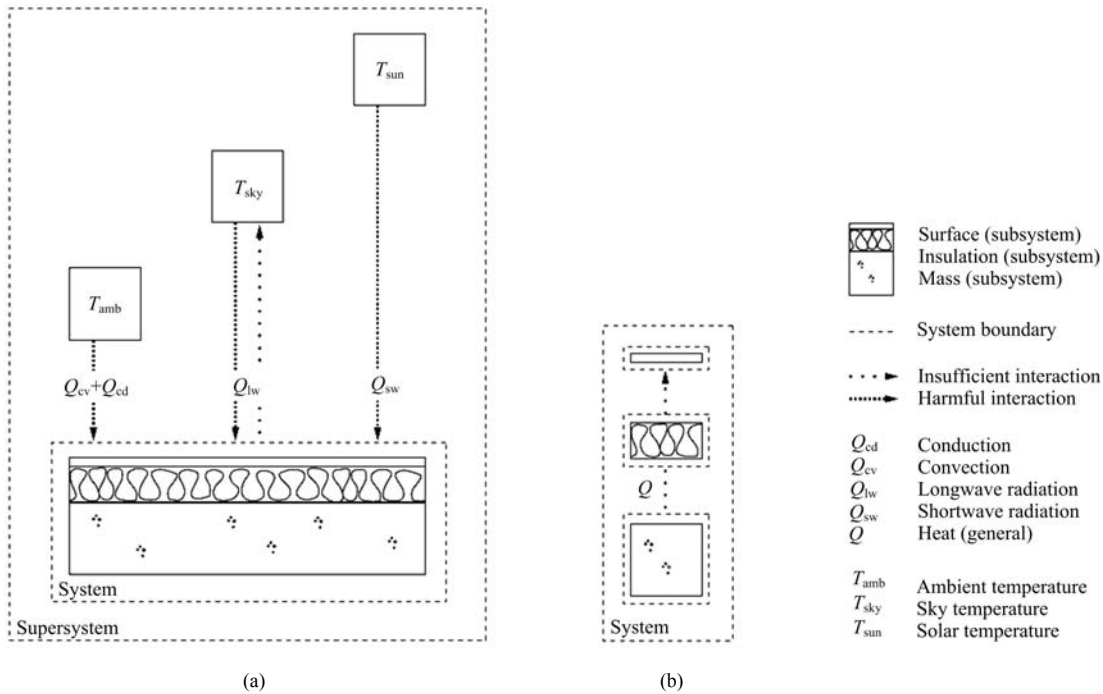 T_sun
T_sky
T_amb
Q_cv+Q_cd
Q_lw
Q_sw
System
Supersystem
(a)
Q
System
(b)
Surface (subsystem)
Insulation (subsystem)
Mass (subsystem)
System boundary
Insufficient interaction
Harmful interaction
Q_cd Conduction
Q_cv Convection
Q_lw Longwave radiation
Q_sw Shortwave radiation
Q Heat (general)
T_amb Ambient temperature
T_sky Sky temperature
T_sun Solar temperature